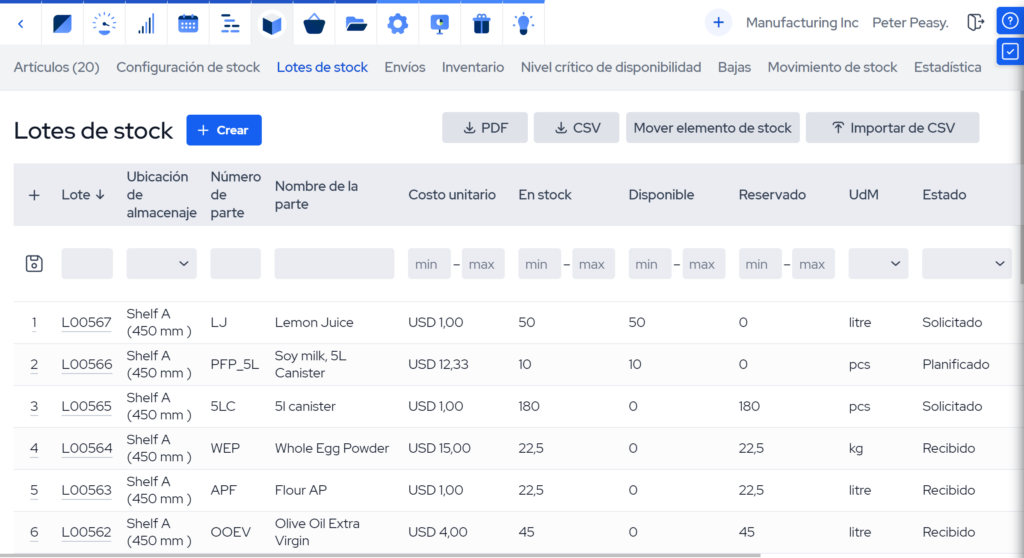 Manufacturing Inc Peter Peasy.
Artículos (20) Configuración de stock Lotes de stock Envíos Inventario Nivel crítico de disponibilidad Bajas Movimiento de stock Estadística
Lotes de stock + Crear PDF CSV Mover elemento de stock Importar de CSV
+ Lote ↓ Ubicación de almacenaje Número de parte Nombre de la parte Costo unitario En stock Disponible Reservado UdM Estado
min – max min – max min – max min – max
1 L00567 Shelf A (450 mm ) LJ Lemon Juice USD 1,00 50 50 0 litre Solicitado
2 L00566 Shelf A (450 mm ) PFP_5L Soy milk, 5L Canister USD 12,33 10 10 0 pcs Planificado
3 L00565 Shelf A (450 mm ) 5LC 5l canister USD 1,00 180 0 180 pcs Solicitado
4 L00564 Shelf A (450 mm ) WEP Whole Egg Powder USD 15,00 22,5 0 22,5 kg Recibido
5 L00563 Shelf A (450 mm ) APF Flour AP USD 1,00 22,5 0 22,5 litre Recibido
6 L00562 Shelf A (450 mm ) OOEV Olive Oil Extra Virgin USD 4,00 45 0 45 litre Recibido